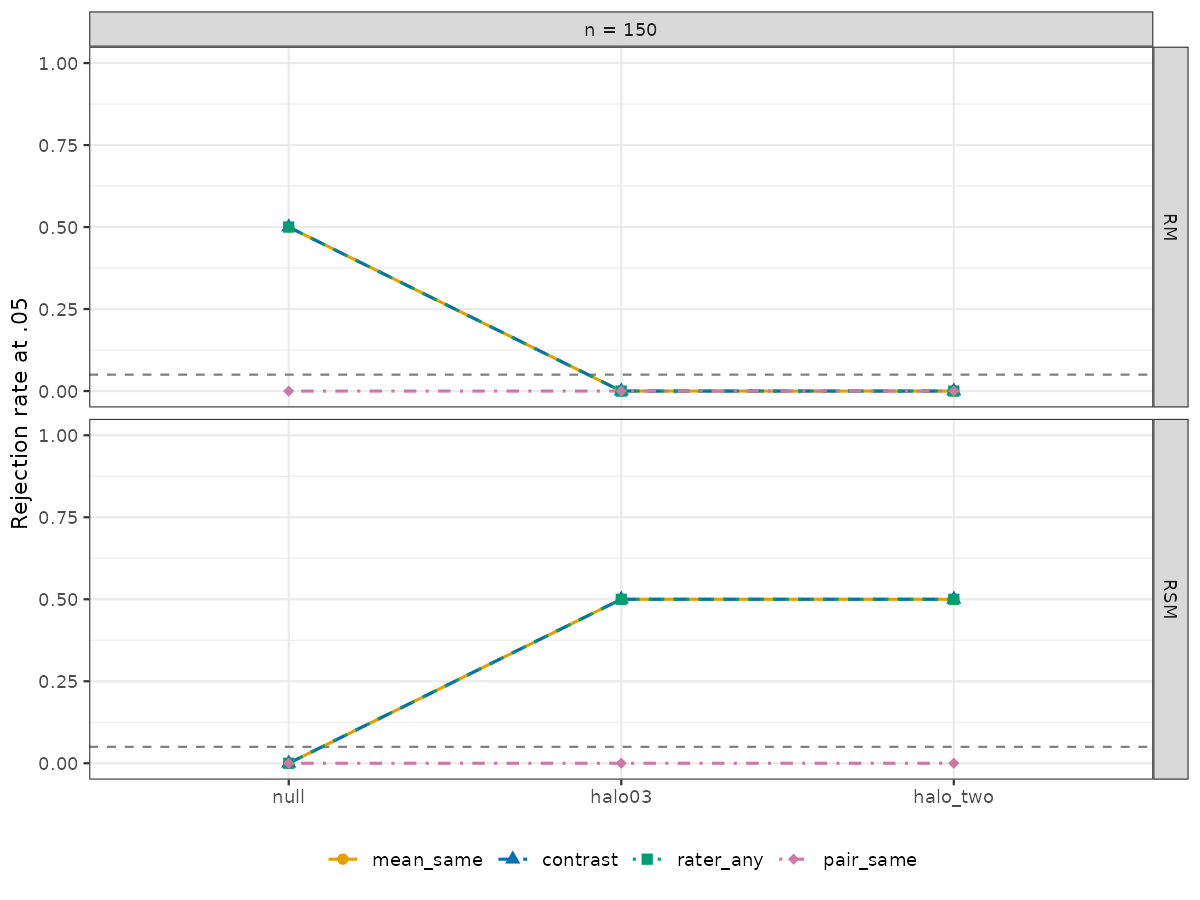 n = 150
Rejection rate at .05
1.00
0.75
0.50
0.25
0.00
RM
1.00
0.75
0.50
0.25
0.00
RSM
null halo03 halo_two
mean_same contrast rater_any pair_same